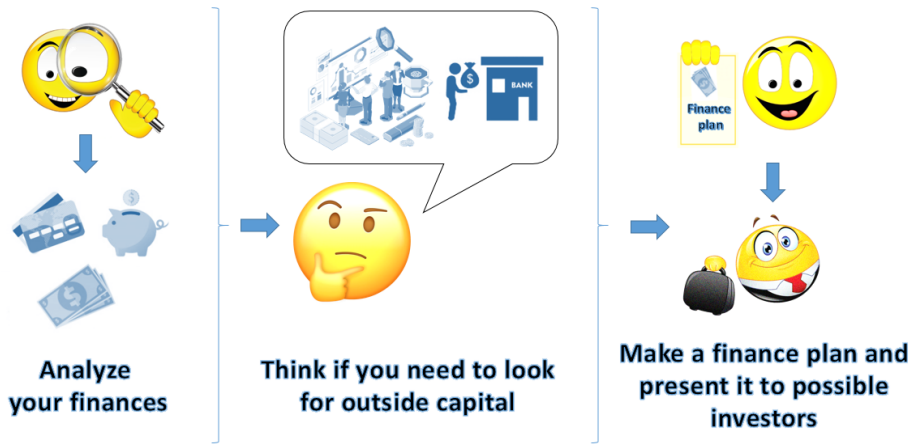 BANK
Finance
plan
Analyze
your finances
Think if you need to look
for outside capital
Make a finance plan and
present it to possible
investors